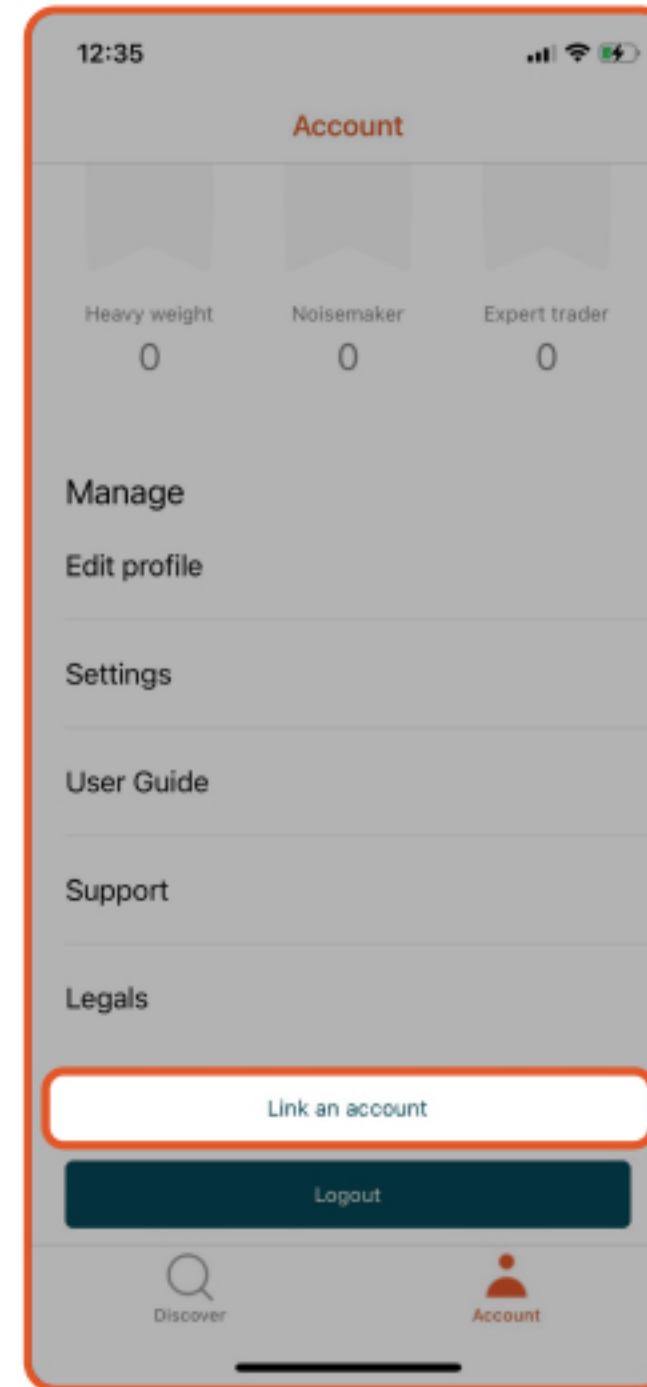 12:35
Account
Heavy weight Noisemaker Expert trader
0 0 0
Manage
Edit profile
Settings
User Guide
Support
Legals
Link an account
Logout
Discover Account